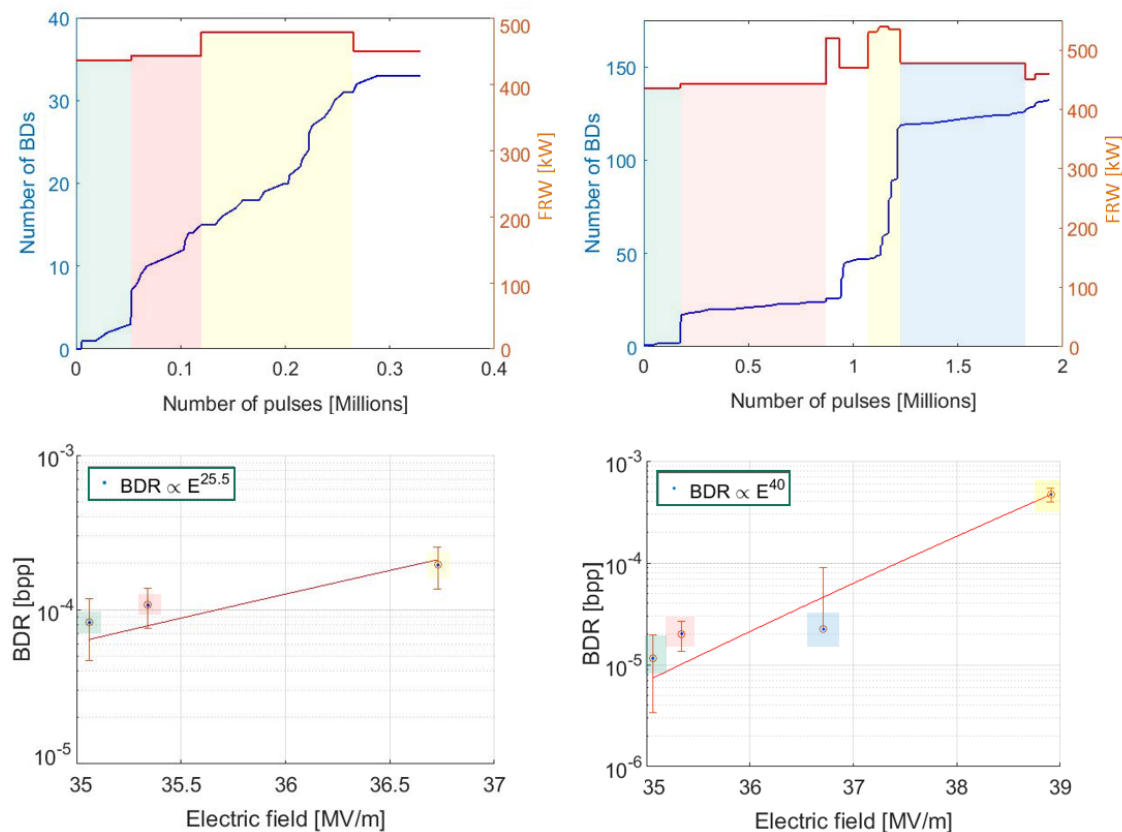 40
30
20
10
0
Number of BDs
500
400
300
200
100
0
FRW [kW]
0 0.1 0.2 0.3 0.4
Number of pulses [Millions]
150
100
50
0
Number of BDs
500
400
300
200
100
0
FRW [kW]
0 0.5 1 1.5 2
Number of pulses [Millions]
10^-3
10^-4
10^-5
BDR [bpp]
BDR ∝ E^25.5
35 35.5 36 36.5 37
Electric field [MV/m]
10^-3
10^-4
10^-5
10^-6
BDR [bpp]
BDR ∝ E^40
35 36 37 38 39
Electric field [MV/m]